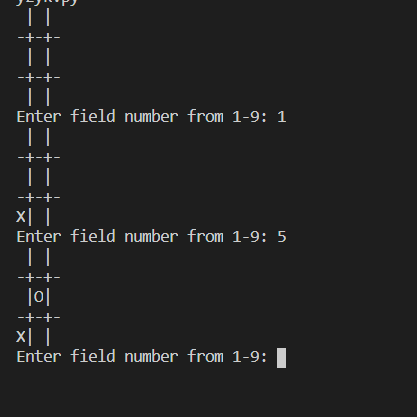 | |
-+-+-
 | |
-+-+-
 | |
Enter field number from 1-9: 1
 | |
-+-+-
 | |
-+-+-
X| |
Enter field number from 1-9: 5
 | |
-+-+-
 |O|
-+-+-
X| |
Enter field number from 1-9: